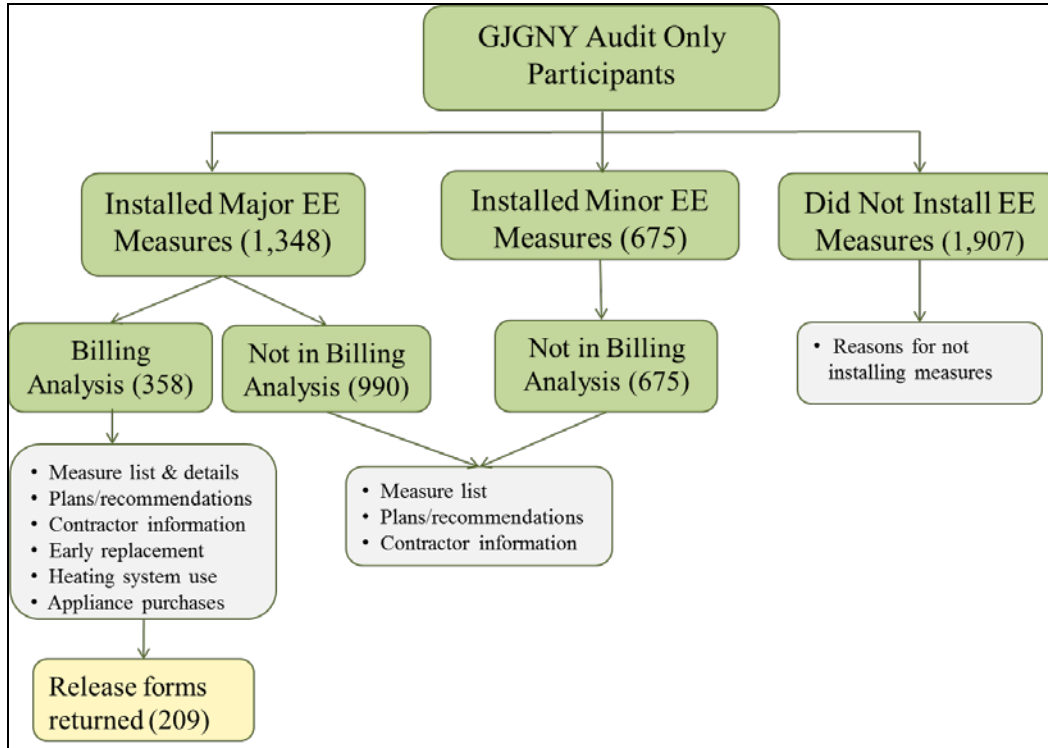 GJGNY Audit Only
Participants
Installed Major EE
Measures (1,348)
Installed Minor EE
Measures (675)
Did Not Install EE
Measures (1,907)
Billing
Analysis (358)
Not in Billing
Analysis (990)
Not in Billing
Analysis (675)
• Reasons for not
installing measures
• Measure list & details
• Plans/recommendations
• Contractor information
• Early replacement
• Heating system use
• Appliance purchases
• Measure list
• Plans/recommendations
• Contractor information
Release forms
returned (209)